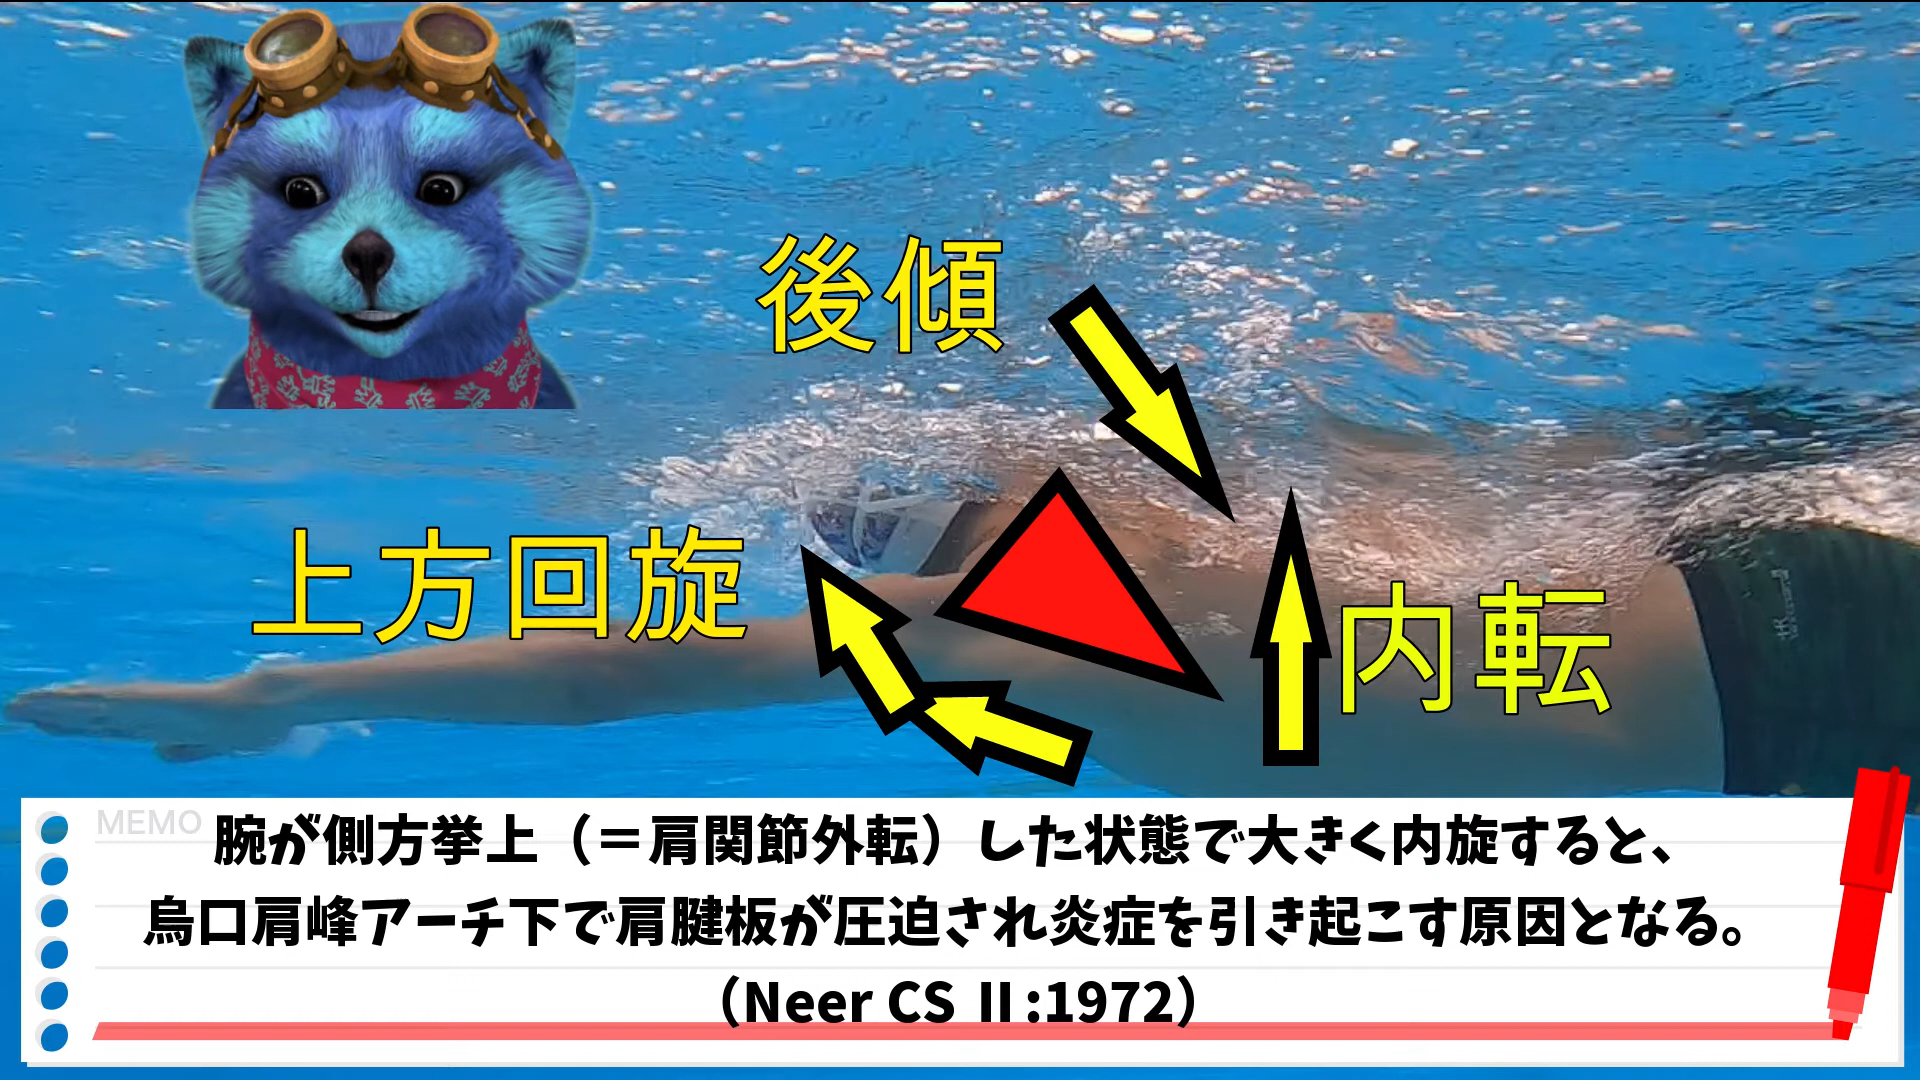 後傾
上方回旋
内転
MEMO
腕が側方挙上（＝肩関節外転）した状態で大きく内旋すると、
烏口肩峰アーチ下で肩腱板が圧迫され炎症を引き起こす原因となる。
（Neer CS Ⅱ:1972）